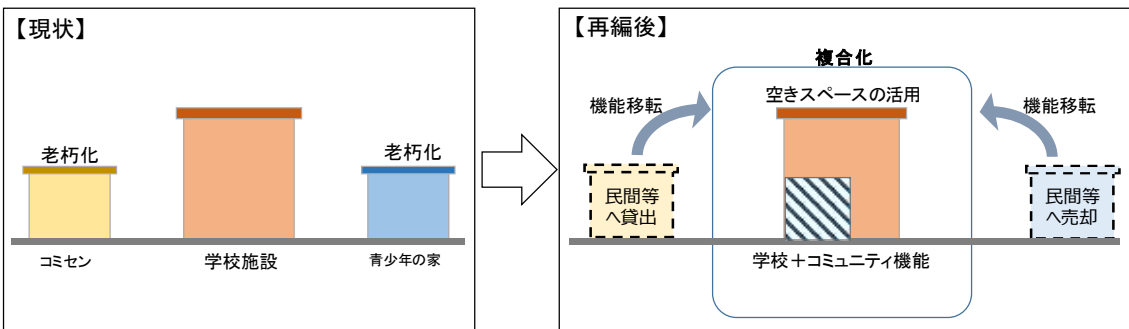 【現状】
老朽化
老朽化
コミセン
学校施設
青少年の家
【再編後】
複合化
機能移転
空きスペースの活用
機能移転
民間等
へ貸出
民間等
へ売却
学校＋コミュニティ機能